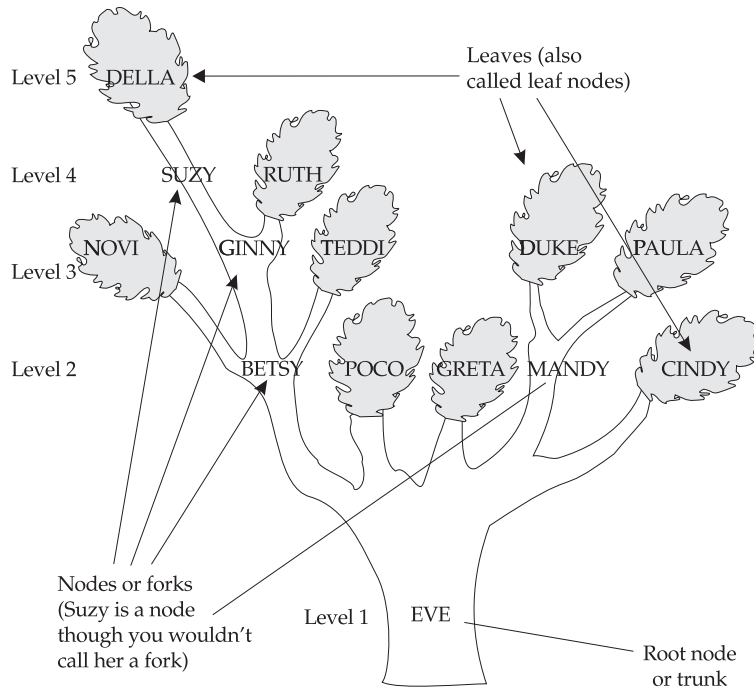 Leaves (also
called leaf nodes)
Level 5
DELLA
Level 4
SUZY
RUTH
NOVI
GINNY
TEDDI
DUKE
PAULA
Level 3
Level 2
BETSY
POCO
GRETA
MANDY
CINDY
Nodes or forks
(Suzy is a node
though you wouldn't
call her a fork)
Level 1
EVE
Root node
or trunk